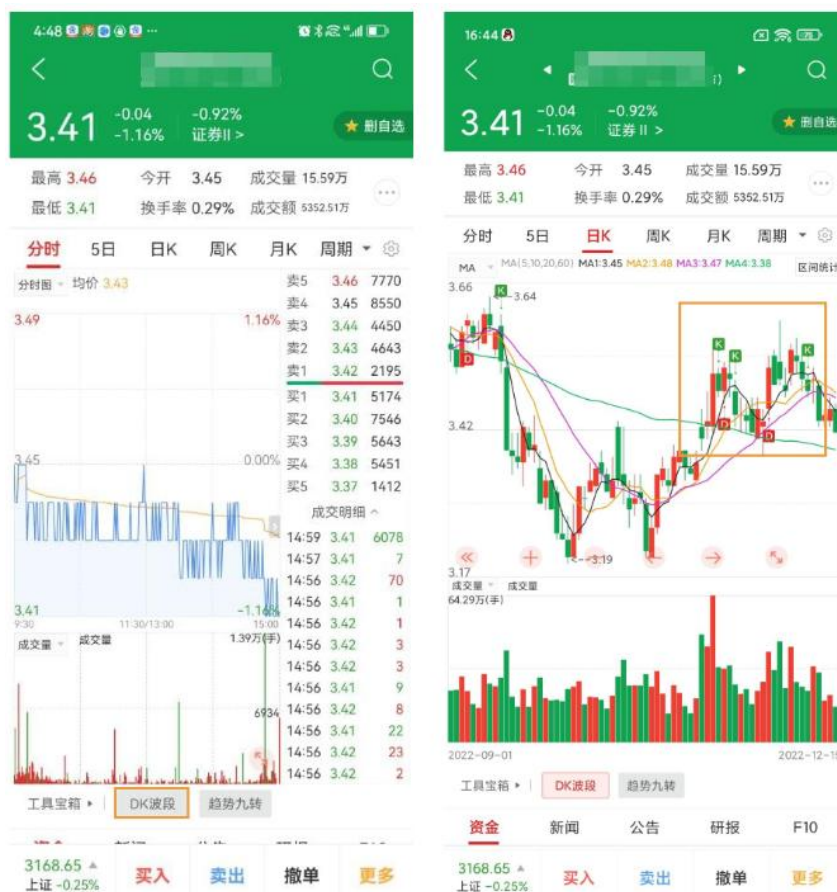 4:48
3.41 -0.04 -0.92%
-1.16% 证券II >
★ 删自选
最高 3.46 今开 3.45 成交量 15.59万
最低 3.41 换手率 0.29% 成交额 5352.51万
分时 5日 日K 周K 月K 周期
分时图 均价 3.43
3.49 1.16%
3.45 0.00%
3.41 -1.16%
9:30 11:30/13:00 15:00
卖5 3.46 7770
卖4 3.45 8550
卖3 3.44 4450
卖2 3.43 4643
卖1 3.42 2195
买1 3.41 5174
买2 3.40 7546
买3 3.39 5643
买4 3.38 5451
买5 3.37 1412
成交明细
14:59 3.41 6078
14:57 3.41 7
14:56 3.42 70
14:56 3.41 1
14:56 3.42 1
14:56 3.42 3
14:56 3.42 3
14:56 3.41 9
14:56 3.42 8
14:56 3.41 22
14:56 3.42 23
14:56 3.42 2
成交量 成交量 1.39万(手)
6934
工具宝箱 DK波段 趋势九转
3168.65
上证 -0.25%
买入 卖出 撤单 更多
16:44
3.41 -0.04 -0.92%
-1.16% 证券II >
★ 删自选
最高 3.46 今开 3.45 成交量 15.59万
最低 3.41 换手率 0.29% 成交额 5352.51万
分时 5日 日K 周K 月K 周期
MA MA(5,10,20,60) MA1:3.45 MA2:3.48 MA3:3.47 MA4:3.38 区间统计
3.66
K 3.64
D
K K K
D D
3.42
3.19
3.17
成交量 成交量
64.29万(手)
2022-09-01 2022-12-15
工具宝箱 DK波段 趋势九转
资金 新闻 公告 研报 F10
3168.65
上证 -0.25%
买入 卖出 撤单 更多